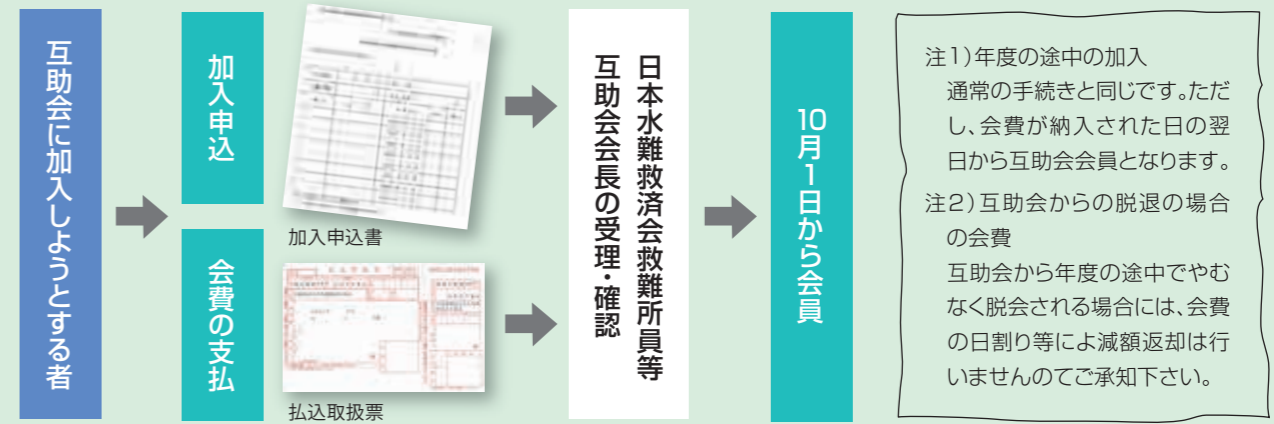 互助会に加入しようとする者
加入申込
加入申込書
会費の支払
払込取扱票
日本水難救済会救難所員等
互助会会長の受理・確認
10月1日から会員
注1)年度の途中の加入
通常の手続きと同じです。ただ
し、会費が納入された日の翌
日から互助会会員となります。
注2)互助会からの脱退の場合
の会費
互助会から年度の途中でやむ
なく脱会される場合には、会費
の日割り等によ減額返却は行
いませんのてご承知下さい。